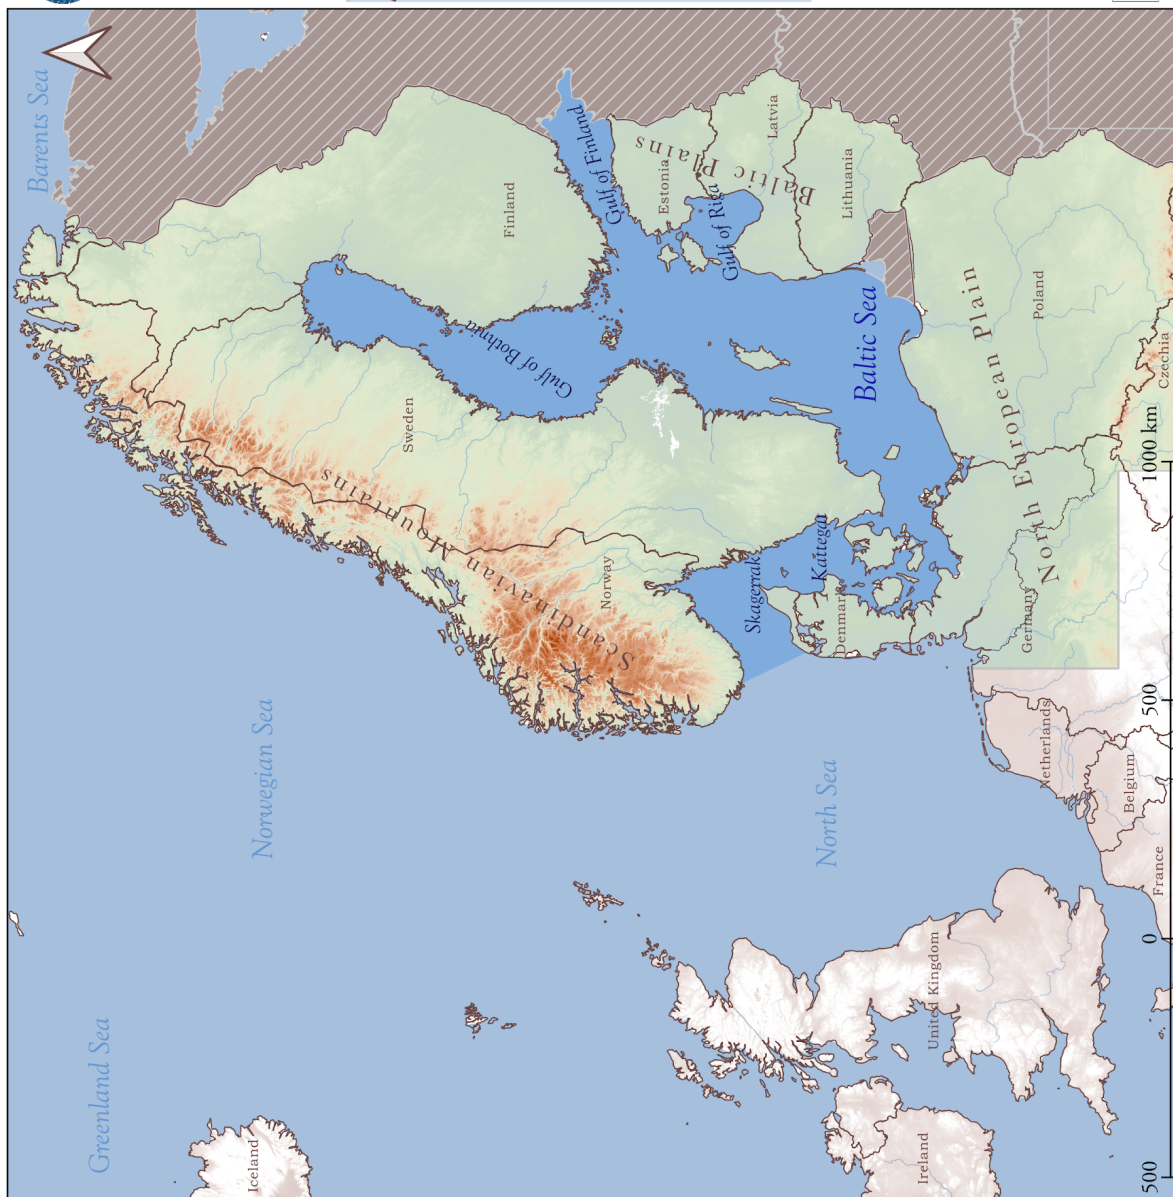 Greenland Sea
Norwegian Sea
Barents Sea
Iceland
Scandinavian Mountains
Sweden
Norway
Finland
Gulf of Bothnia
Gulf of Finland
Estonia
Gulf of Riga
Baltic Plains
Latvia
Lithuania
North Sea
Skagerrak
Kattegat
Denmark
Baltic Sea
United Kingdom
Ireland
Netherlands
Belgium
France
Germany
North European Plain
Poland
Czechia
500
0
500
1000 km